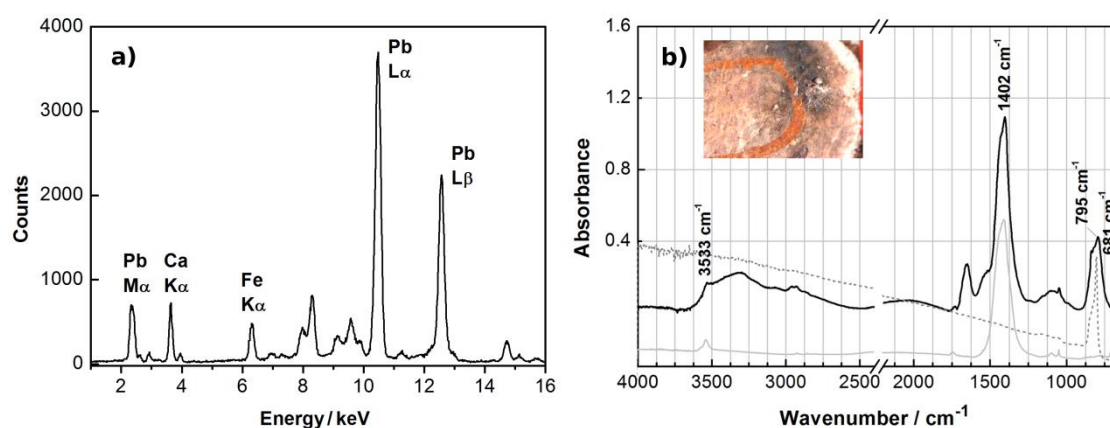 a)
4000
3000
2000
1000
0
Counts
Pb
Mα
Ca
Kα
Fe
Kα
Pb
Lα
Pb
Lβ
2 4 6 8 10 12 14 16
Energy / keV
b)
1.6
1.2
0.8
0.4
Absorbance
3533 cm⁻¹
1402 cm⁻¹
795 cm⁻¹
681 cm⁻¹
4000 3500 3000 2500 2000 1500 1000
Wavenumber / cm⁻¹